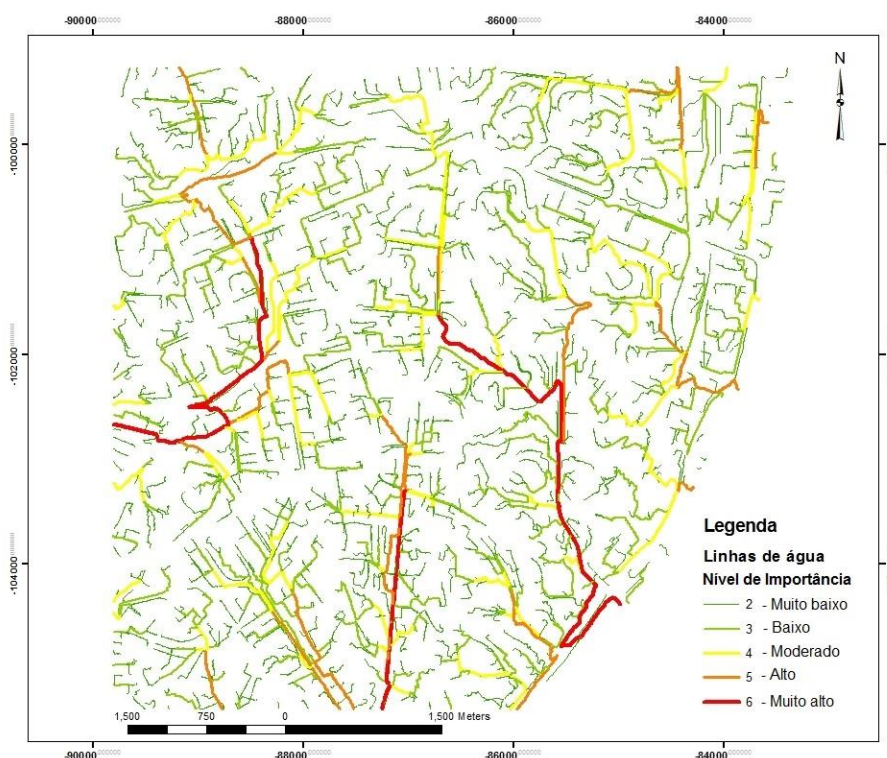 -90000 -88000 -86000 -84000
N
-100000
-102000
-104000
Legenda
Linhas de água
Nível de Importância
2 - Muito baixo
3 - Baixo
4 - Moderado
5 - Alto
6 - Muito alto
1,500 750 0 1,500 Meters
-90000 -88000 -86000 -84000